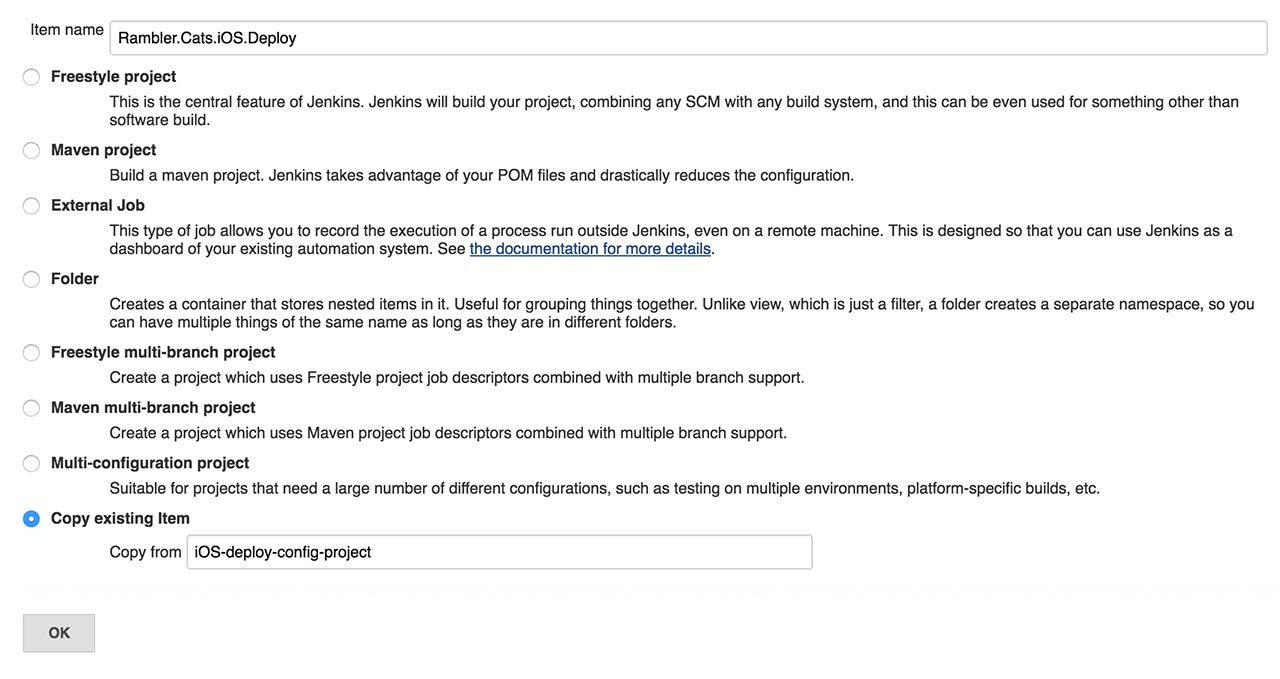 Item name
Rambler.Cats.iOS.Deploy
Freestyle project
This is the central feature of Jenkins. Jenkins will build your project, combining any SCM with any build system, and this can be even used for something other than
software build.
Maven project
Build a maven project. Jenkins takes advantage of your POM files and drastically reduces the configuration.
External Job
This type of job allows you to record the execution of a process run outside Jenkins, even on a remote machine. This is designed so that you can use Jenkins as a
dashboard of your existing automation system. See the documentation for more details.
Folder
Creates a container that stores nested items in it. Useful for grouping things together. Unlike view, which is just a filter, a folder creates a separate namespace, so you
can have multiple things of the same name as long as they are in different folders.
Freestyle multi-branch project
Create a project which uses Freestyle project job descriptors combined with multiple branch support.
Maven multi-branch project
Create a project which uses Maven project job descriptors combined with multiple branch support.
Multi-configuration project
Suitable for projects that need a large number of different configurations, such as testing on multiple environments, platform-specific builds, etc.
Copy existing Item
Copy from iOS-deploy-config-project
OK